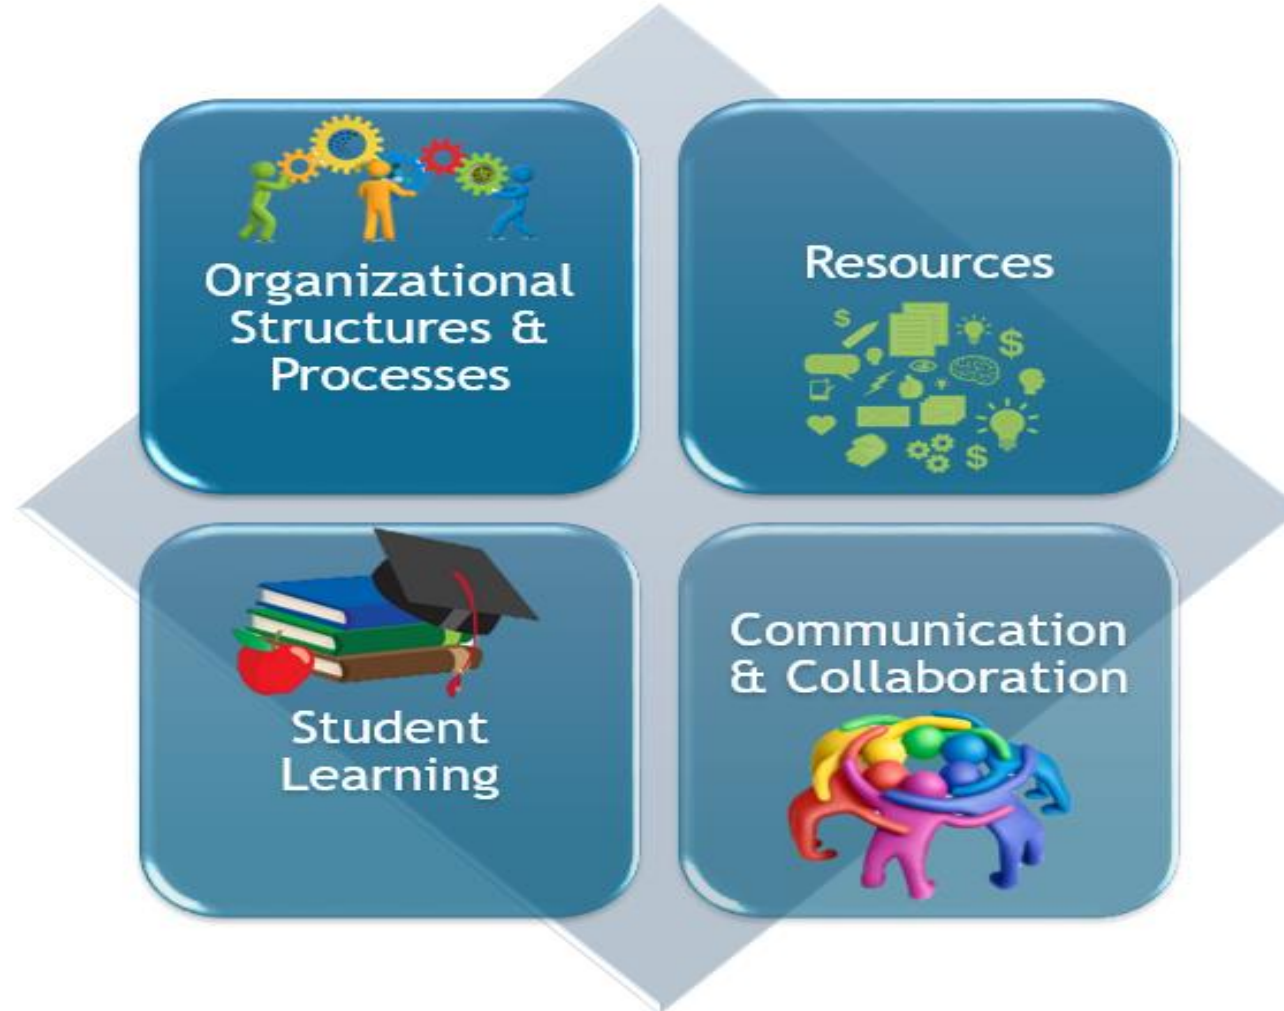 Organizational
Structures &
Processes
Resources
Student
Learning
Communication
& Collaboration